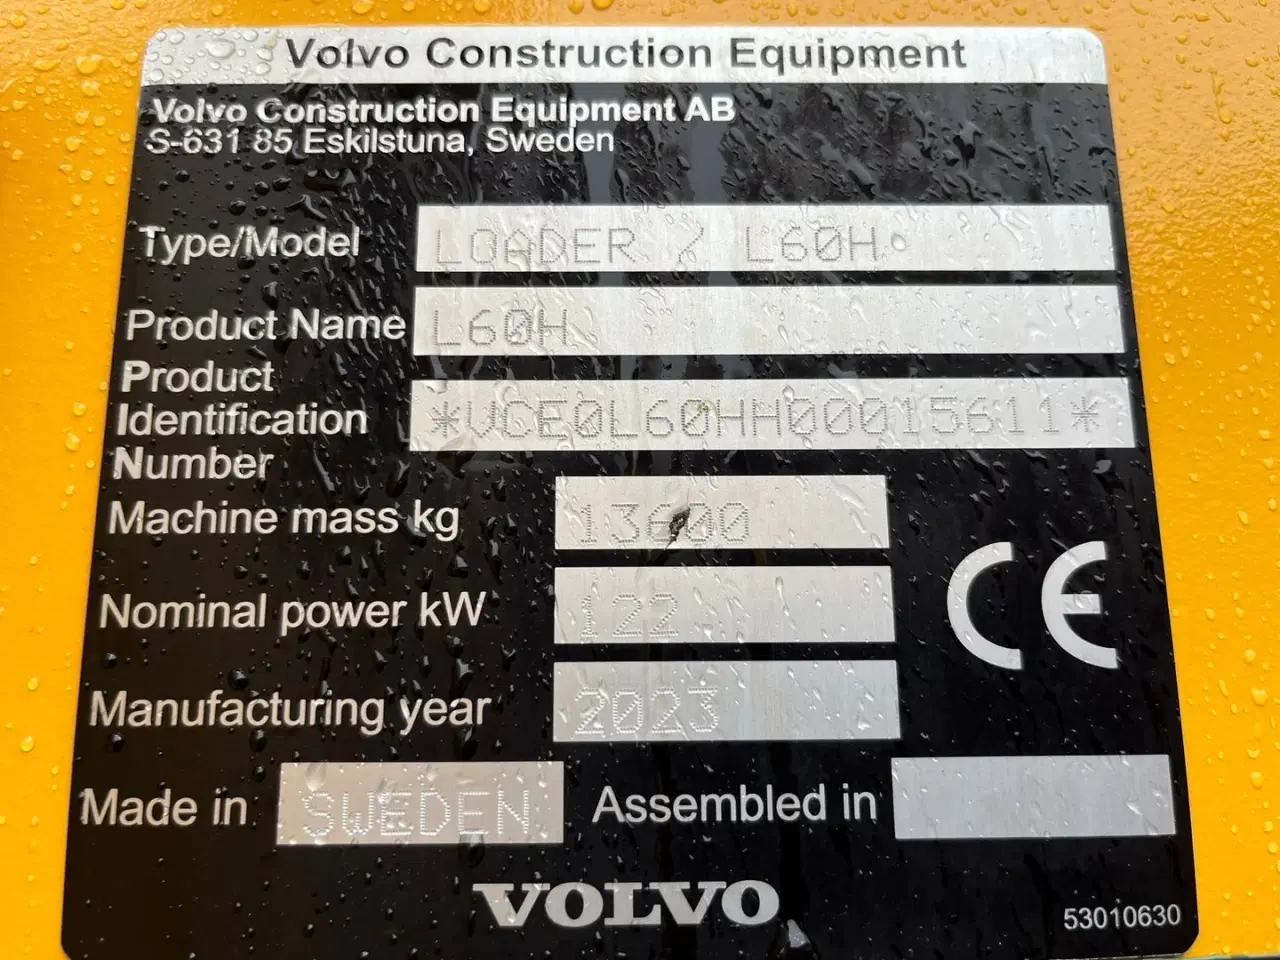 Volvo Construction Equipment
Volvo Construction Equipment AB
S-631 85 Eskilstuna, Sweden
Type/Model LOADER / L60H
Product Name L60H
Product
Identification *VCE0L60HH00015611*
Number
Machine mass kg 13600
Nominal power kW 122
Manufacturing year 2023
Made in SWEDEN Assembled in
CE
VOLVO
53010630